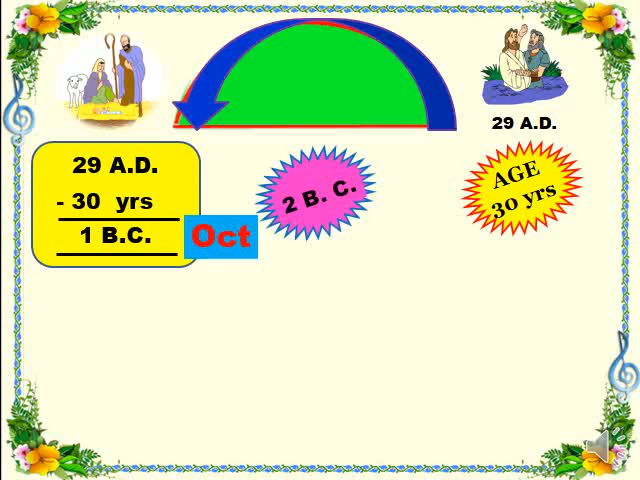 29 A.D.
29 A.D.
- 30 yrs
1 B.C.
Oct
2 B. C.
AGE
30 yrs